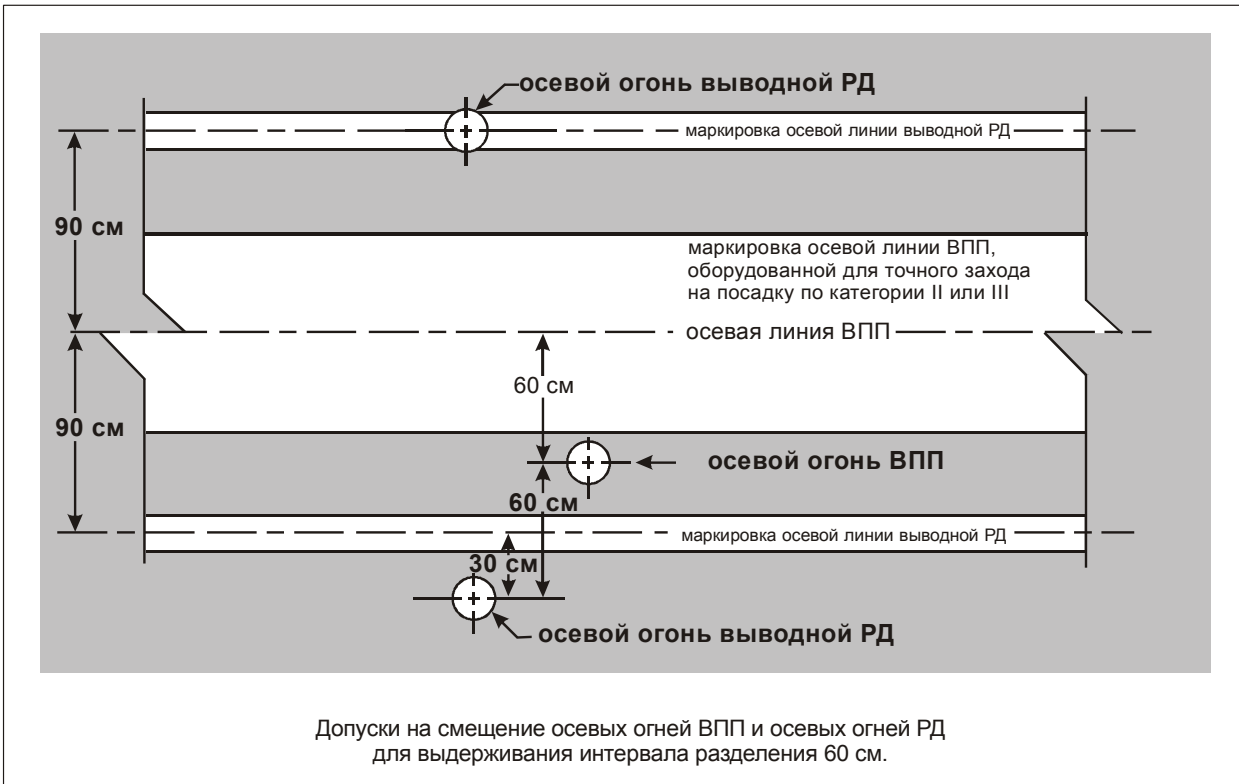 осевой огонь выводной РД
маркировка осевой линии выводной РД
90 см
маркировка осевой линии ВПП,
оборудованной для точного захода
на посадку по категории II или III
осевая линия ВПП
60 см
90 см
осевой огонь ВПП
60 см
маркировка осевой линии выводной РД
30 см
осевой огонь выводной РД
Допуски на смещение осевых огней ВПП и осевых огней РД
для выдерживания интервала разделения 60 см.